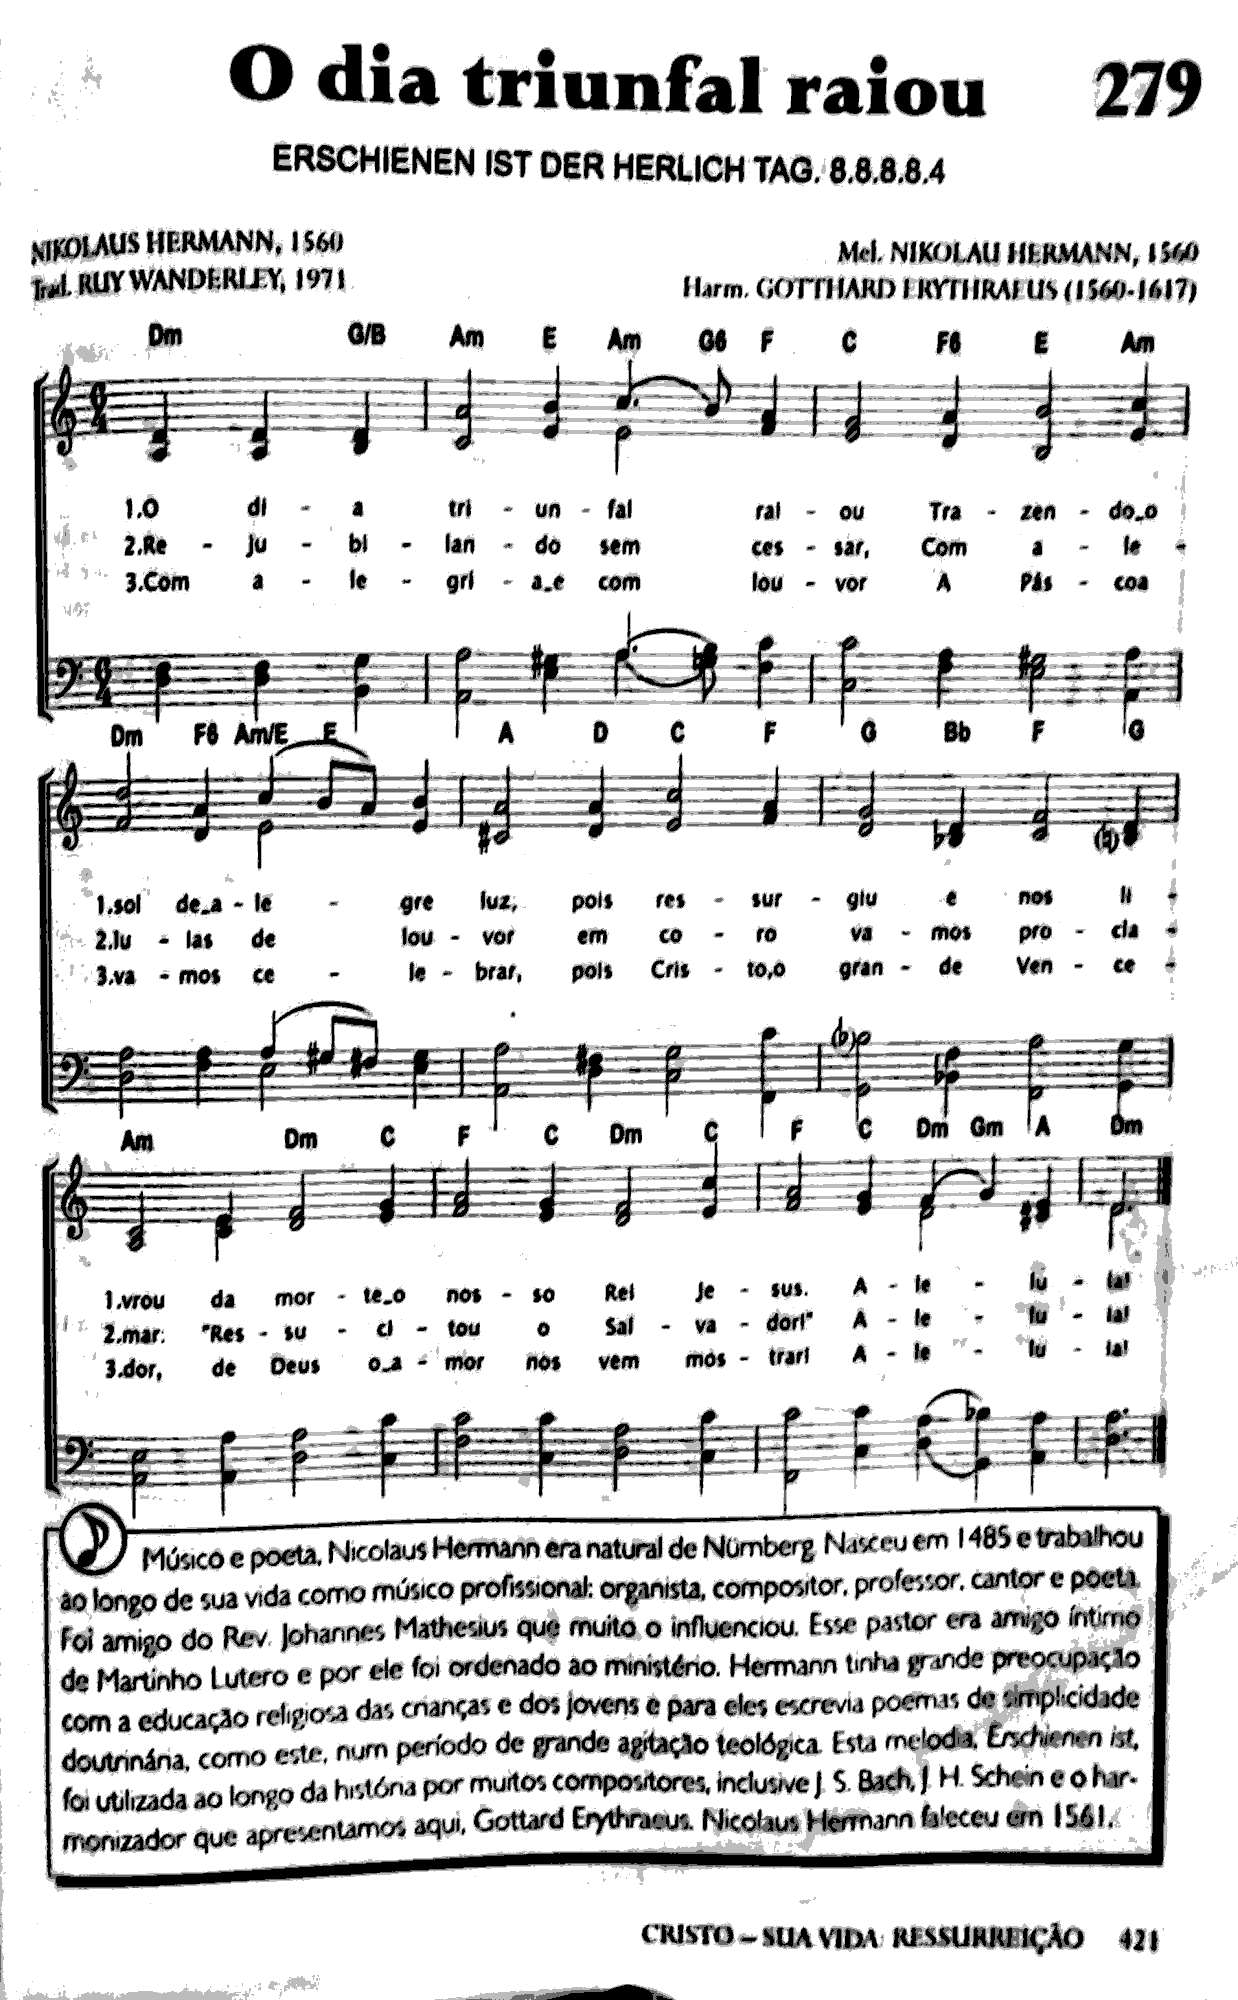 O dia triunfal raiou 279
ERSCHIENEN IST DER HERLICH TAG. 8.8.8.8.4
NIKOLAUS HERMANN, 1560
Trad. RUY WANDERLEY, 1971
Mel. NIKOLAU HERMANN, 1560
Harm. GOTTHARD ERYTHRAEUS (1560-1617)
Dm G/B Am E Am G6 F C F6 E Am
1.O di - a tri - un - fal rai - ou Tra - zen - do_o
2.Re - ju - bi - lan - do sem ces - sar, Com a - le -
3.Com a - le - gri - a_e com lou - vor A Pás - coa
Dm F6 Am/E E A D C F G Bb F G
1.sol de_a - le - gre luz, pois res - sur - giu e nos li -
2.lu - las de lou - vor em co - ro va - mos pro - cla -
3.va - mos ce - le - brar, pois Cris - to,o gran - de Ven - ce -
Am Dm C F C Dm C F C Dm Gm A Dm
1.vrou da mor - te_o nos - so Rei Je - sus. A - le - lu - ia!
2.mar: "Res - su - ci - tou o Sal - va - dor!" A - le - lu - ia!
3.dor, de Deus o_a - mor nos vem mos - trar! A - le - lu - ia!
Músico e poeta, Nicolaus Hermann era natural de Nürnberg. Nasceu em 1485 e trabalhou
ao longo de sua vida como músico profissional: organista, compositor, professor, cantor e poeta.
Foi amigo do Rev. Johannes Mathesius que muito o influenciou. Esse pastor era amigo íntimo
de Martinho Lutero e por ele foi ordenado ao ministério. Hermann tinha grande preocupação
com a educação religiosa das crianças e dos jovens e para eles escrevia poemas de simplicidade
doutrinária, como este, num período de grande agitação teológica. Esta melodia, Erschienen ist,
foi utilizada ao longo da história por muitos compositores, inclusive J. S. Bach, J. H. Schein e o har-
monizador que apresentamos aqui, Gottard Erythraeus. Nicolaus Hermann faleceu em 1561.
CRISTO – SUA VIDA: RESSURREIÇÃO 421